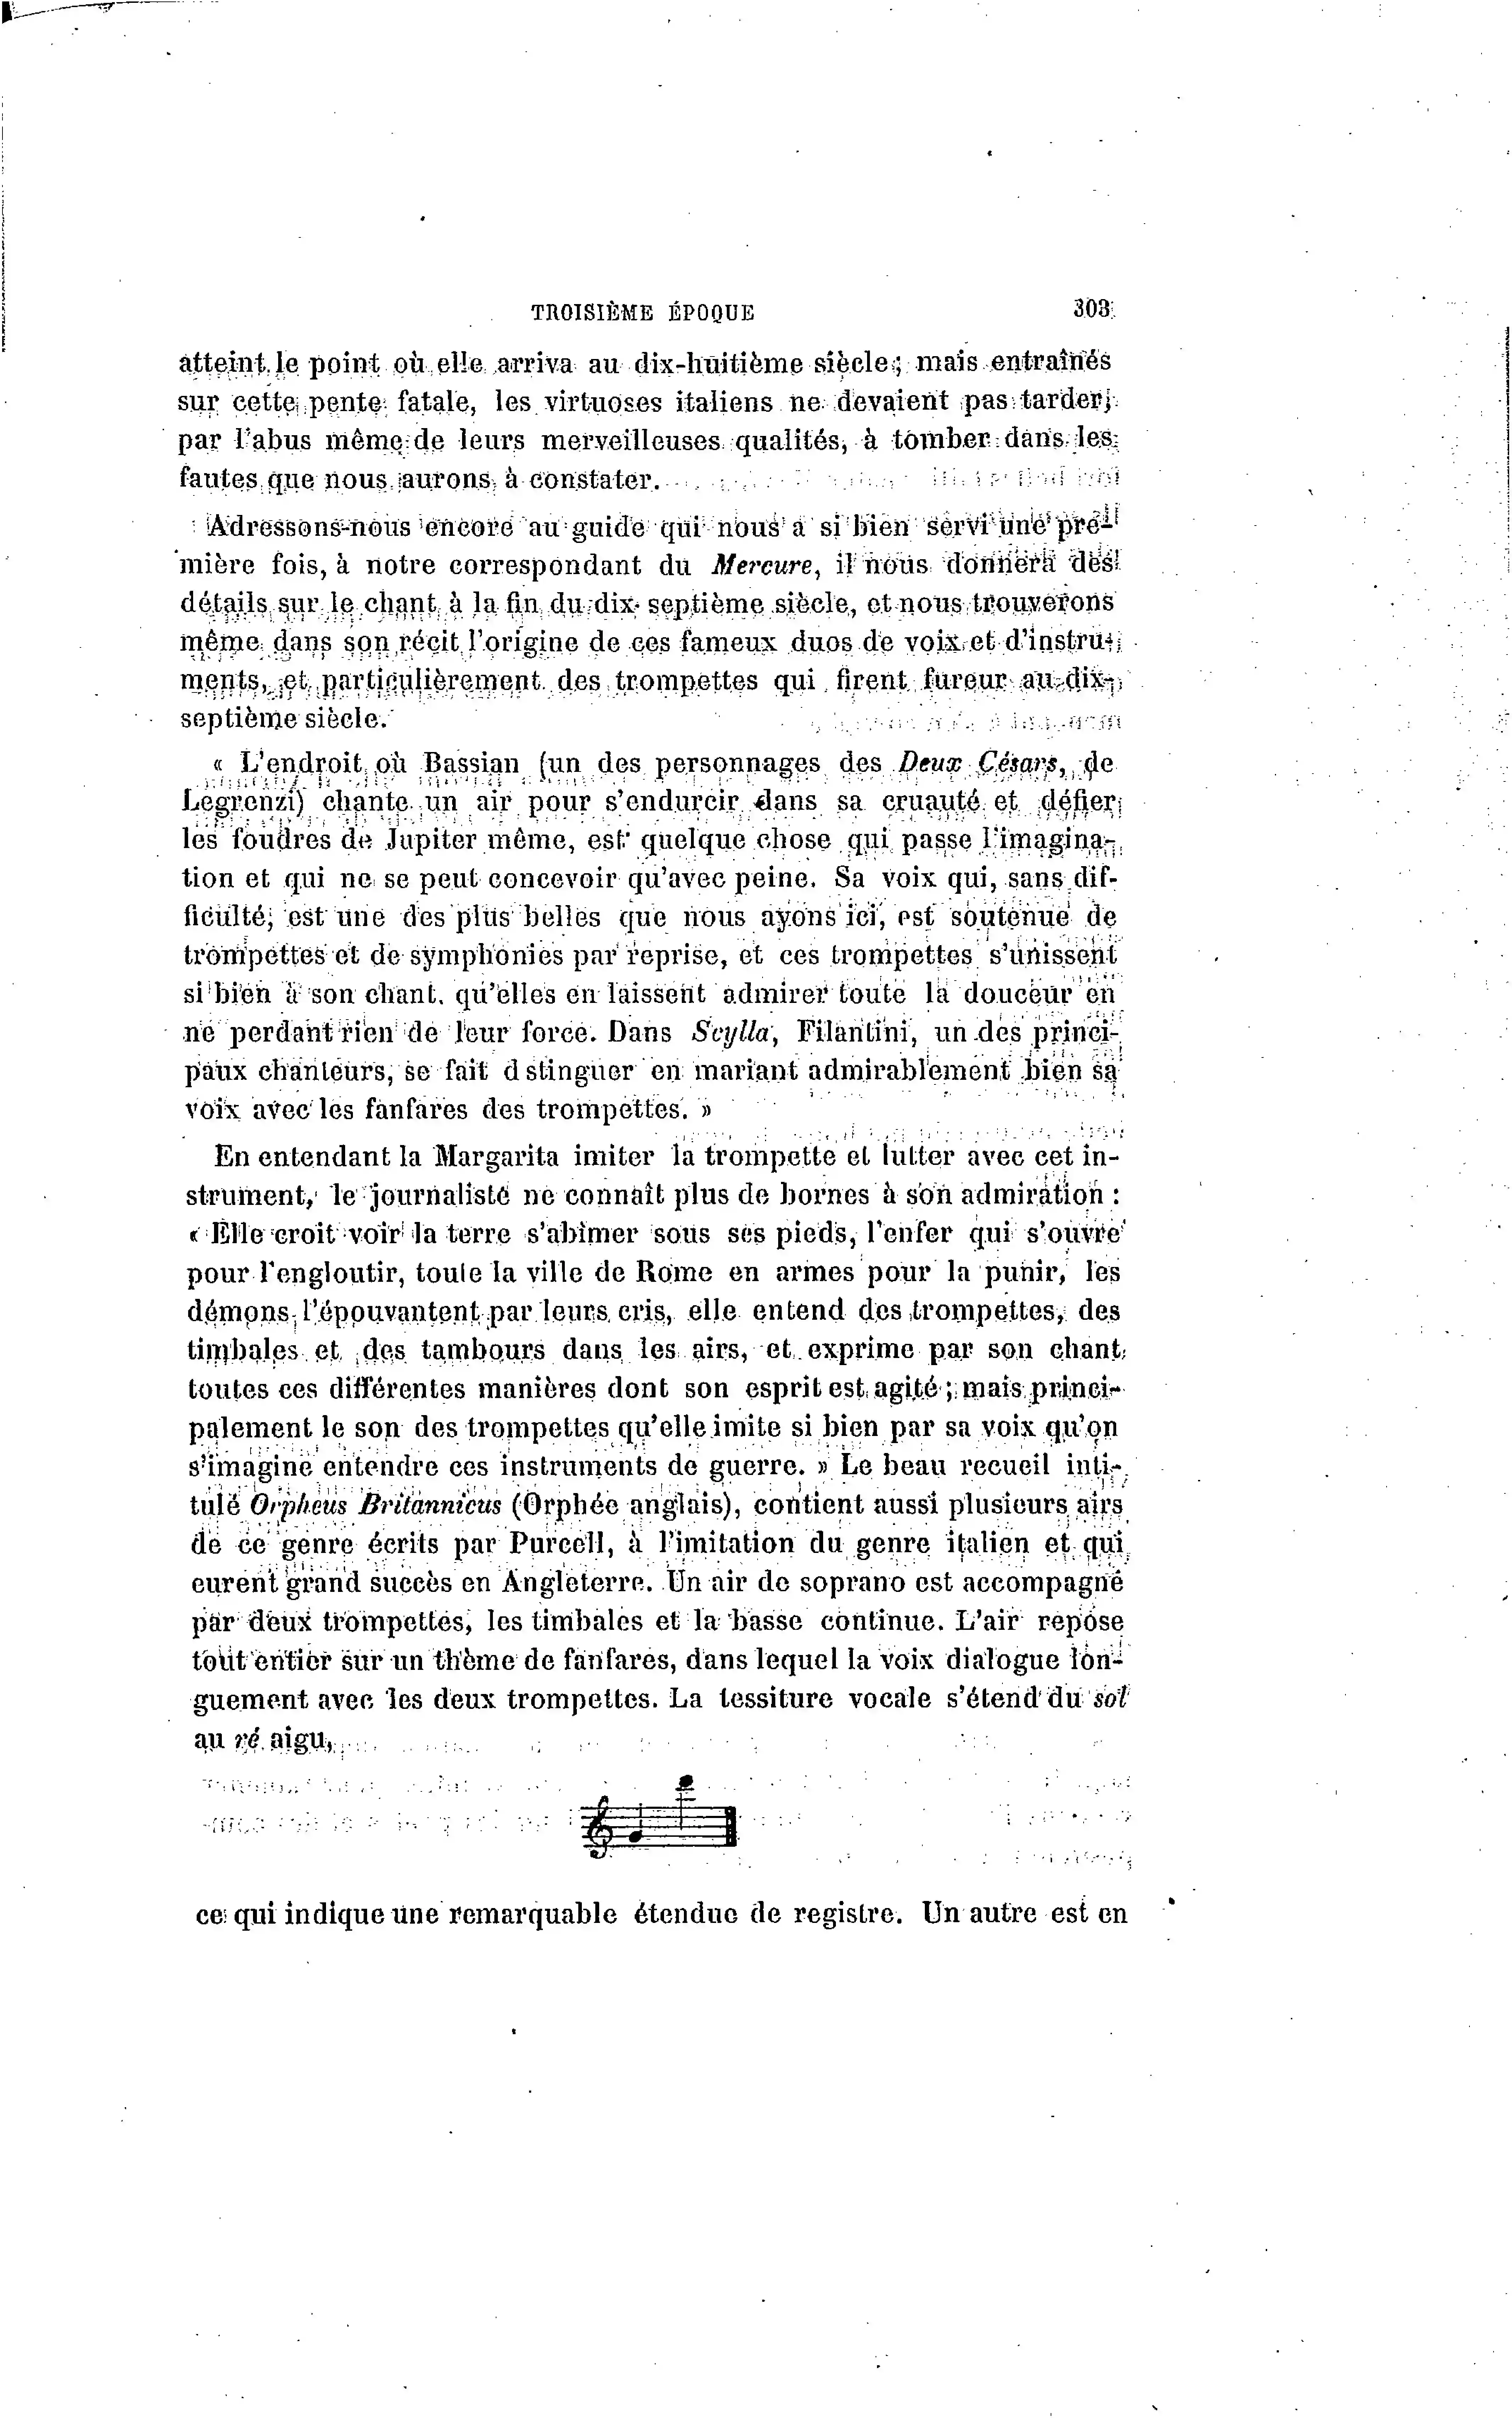 TROISIÈME ÉPOQUE 303
atteint le point où elle arriva au dix-huitième siècle; mais entraînés
sur cette pente fatale, les virtuoses italiens ne devaient pas tarder,
par l'abus même de leurs merveilleuses qualités, à tomber dans les
fautes que nous aurons à constater.
Adressons-nous encore au guide qui nous a si bien servi une pre-
mière fois, à notre correspondant du Mercure, il nous donnera des
détails sur le chant à la fin du dix-septième siècle, et nous trouverons
même dans son récit l'origine de ces fameux duos de voix et d'instru-
ments, et particulièrement des trompettes qui firent fureur au dix-
septième siècle.
« L'endroit où Bassian (un des personnages des Deux Césars, de
Legrenzi) chante un air pour s'endurcir dans sa cruauté et défier
les foudres de Jupiter même, est quelque chose qui passe l'imagina-
tion et qui ne se peut concevoir qu'avec peine. Sa voix qui, sans dif-
ficulté, est une des plus belles que nous ayons ici, est soutenue de
trompettes et de symphonies par reprise, et ces trompettes s'unissent
si bien à son chant. qu'elles en laissent admirer toute la douceur en
ne perdant rien de leur force. Dans Scylla, Filantini, un des princi-
paux chanteurs, se fait dstinguer en mariant admirablement bien sa
voix avec les fanfares des trompettes. »
En entendant la Margarita imiter la trompette et lutter avec cet in-
strument, le journaliste ne connaît plus de bornes à son admiration :
« Elle croit voir la terre s'abîmer sous ses pieds, l'enfer qui s'ouvre
pour l'engloutir, toute la ville de Rome en armes pour la punir, les
démons l'épouvantent par leurs cris, elle entend des trompettes, des
timbales et des tambours dans les airs, et exprime par son chant
toutes ces différentes manières dont son esprit est agité; mais princi-
palement le son des trompettes qu'elle imite si bien par sa voix qu'on
s'imagine entendre ces instruments de guerre. » Le beau recueil inti-
tulé Orpheus Britannicus (Orphée anglais), contient aussi plusieurs airs
de ce genre écrits par Purcell, à l'imitation du genre italien et qui
eurent grand succès en Angleterre. Un air de soprano est accompagné
par deux trompettes, les timbales et la basse continue. L'air repose
tout entier sur un thème de fanfares, dans lequel la voix dialogue lon-
guement avec les deux trompettes. La tessiture vocale s'étend du sol
au ré aigu,
ce qui indique une remarquable étendue de registre. Un autre est en